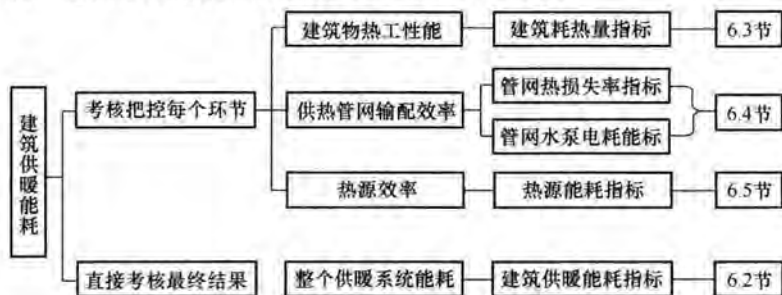 建筑物热工性能 建筑耗热量指标 6.3节
考核把控每个环节 供热管网输配效率 管网热损失率指标 6.4节
管网水泵电耗能标
热源效率 热源能耗指标 6.5节
建筑供暖能耗
直接考核最终结果 整个供暖系统能耗 建筑供暖能耗指标 6.2节